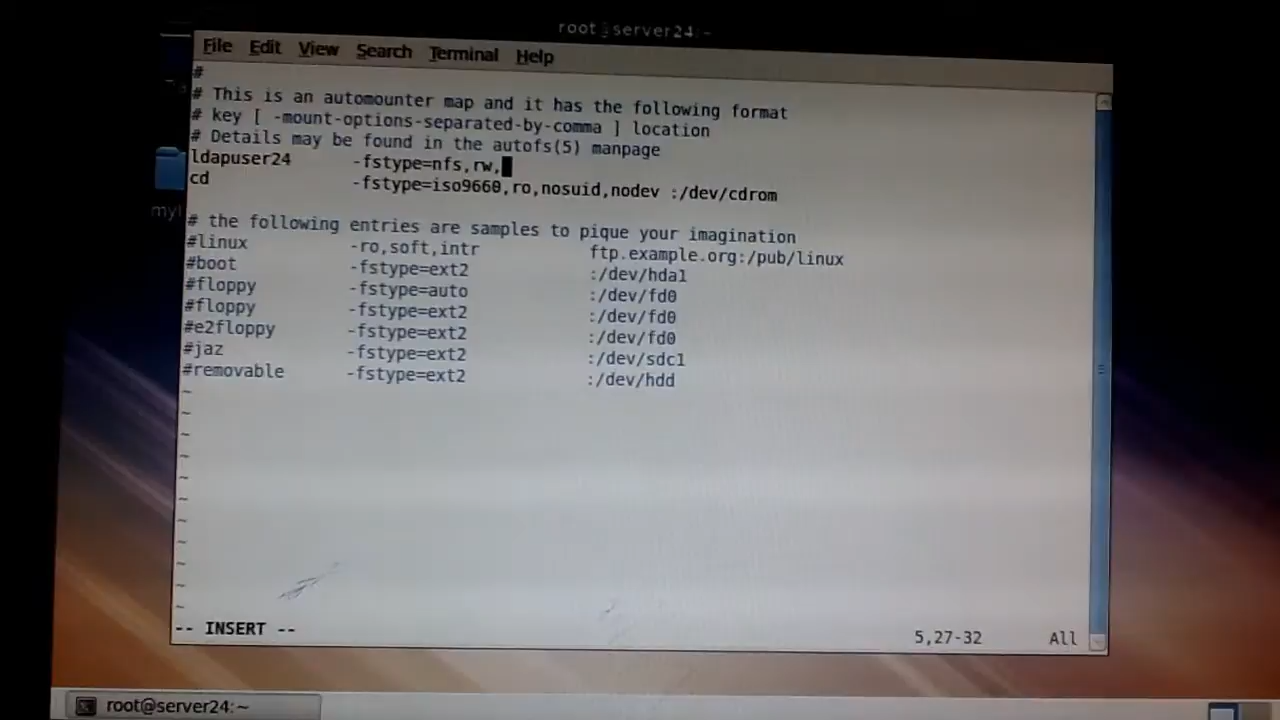 root@server24:~
File Edit View Search Terminal Help
#
# This is an automounter map and it has the following format
# key [ -mount-options-separated-by-comma ] location
# Details may be found in the autofs(5) manpage
ldapuser24 -fstype=nfs,rw,
cd -fstype=iso9660,ro,nosuid,nodev :/dev/cdrom
# the following entries are samples to pique your imagination
#linux -ro,soft,intr ftp.example.org:/pub/linux
#boot -fstype=ext2 :/dev/hda1
#floppy -fstype=auto :/dev/fd0
#floppy -fstype=ext2 :/dev/fd0
#e2floppy -fstype=ext2 :/dev/fd0
#jaz -fstype=ext2 :/dev/sdc1
#removable -fstype=ext2 :/dev/hdd
~
~
~
~
~
~
~
~
~
~
~
-- INSERT -- 5,27-32 All
root@server24:~